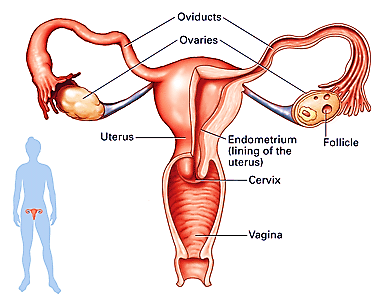 Oviducts
Ovaries
Uterus
Endometrium
(lining of the
uterus)
Follicle
Cervix
Vagina